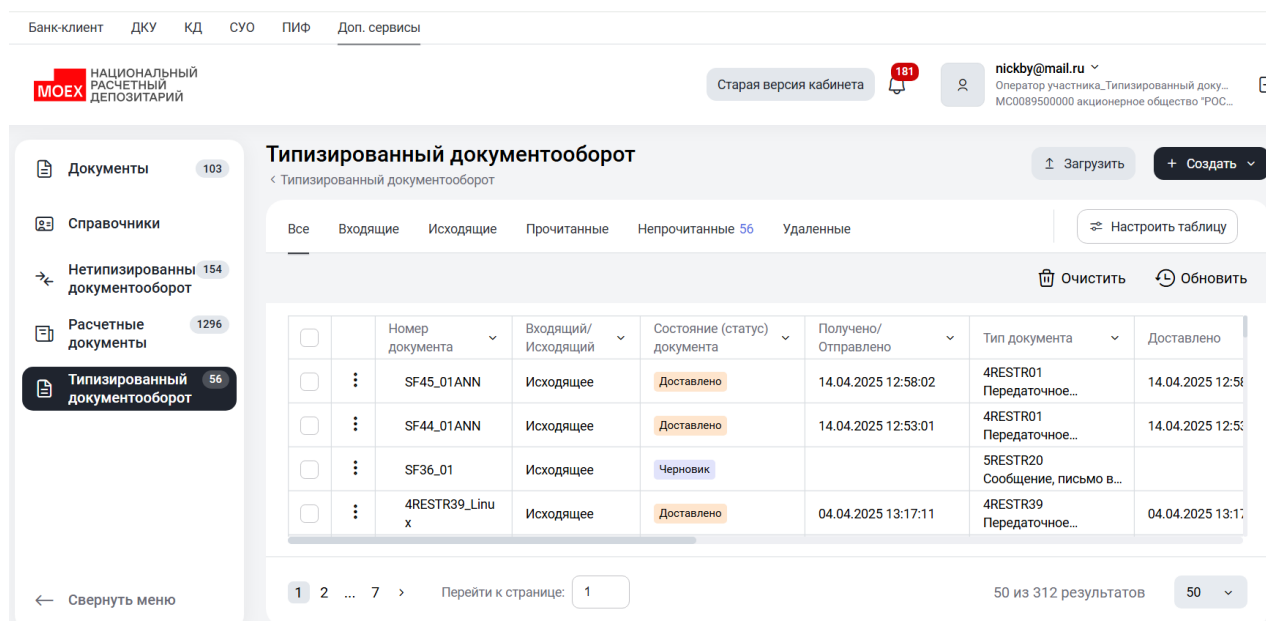 Банк-клиент ДКУ КД СУО ПИФ Доп. сервисы
MOEX НАЦИОНАЛЬНЫЙ
РАСЧЕТНЫЙ
ДЕПОЗИТАРИЙ
Старая версия кабинета
181
nickby@mail.ru
Оператор участника_Типизированный доку...
MC0089500000 акционерное общество "РОС...
Документы 103
Справочники
Нетипизированны 154
документооборот
Расчетные 1296
документы
Типизированный 56
документооборот
Свернуть меню
Типизированный документооборот
< Типизированный документооборот
Загрузить
+ Создать
Все Входящие Исходящие Прочитанные Непрочитанные 56 Удаленные
Настроить таблицу
Очистить Обновить
Номер
документа
Входящий/
Исходящий
Состояние (статус)
документа
Получено/
Отправлено
Тип документа
Доставлено
SF45_01ANN Исходящее Доставлено 14.04.2025 12:58:02 4RESTR01
Передаточное...
14.04.2025 12:58
SF44_01ANN Исходящее Доставлено 14.04.2025 12:53:01 4RESTR01
Передаточное...
14.04.2025 12:53
SF36_01 Исходящее Черновик 5RESTR20
Сообщение, письмо в...
4RESTR39_Linu
x
Исходящее Доставлено 04.04.2025 13:17:11 4RESTR39
Передаточное...
04.04.2025 13:17
1 2 ... 7 > Перейти к странице: 1
50 из 312 результатов 50